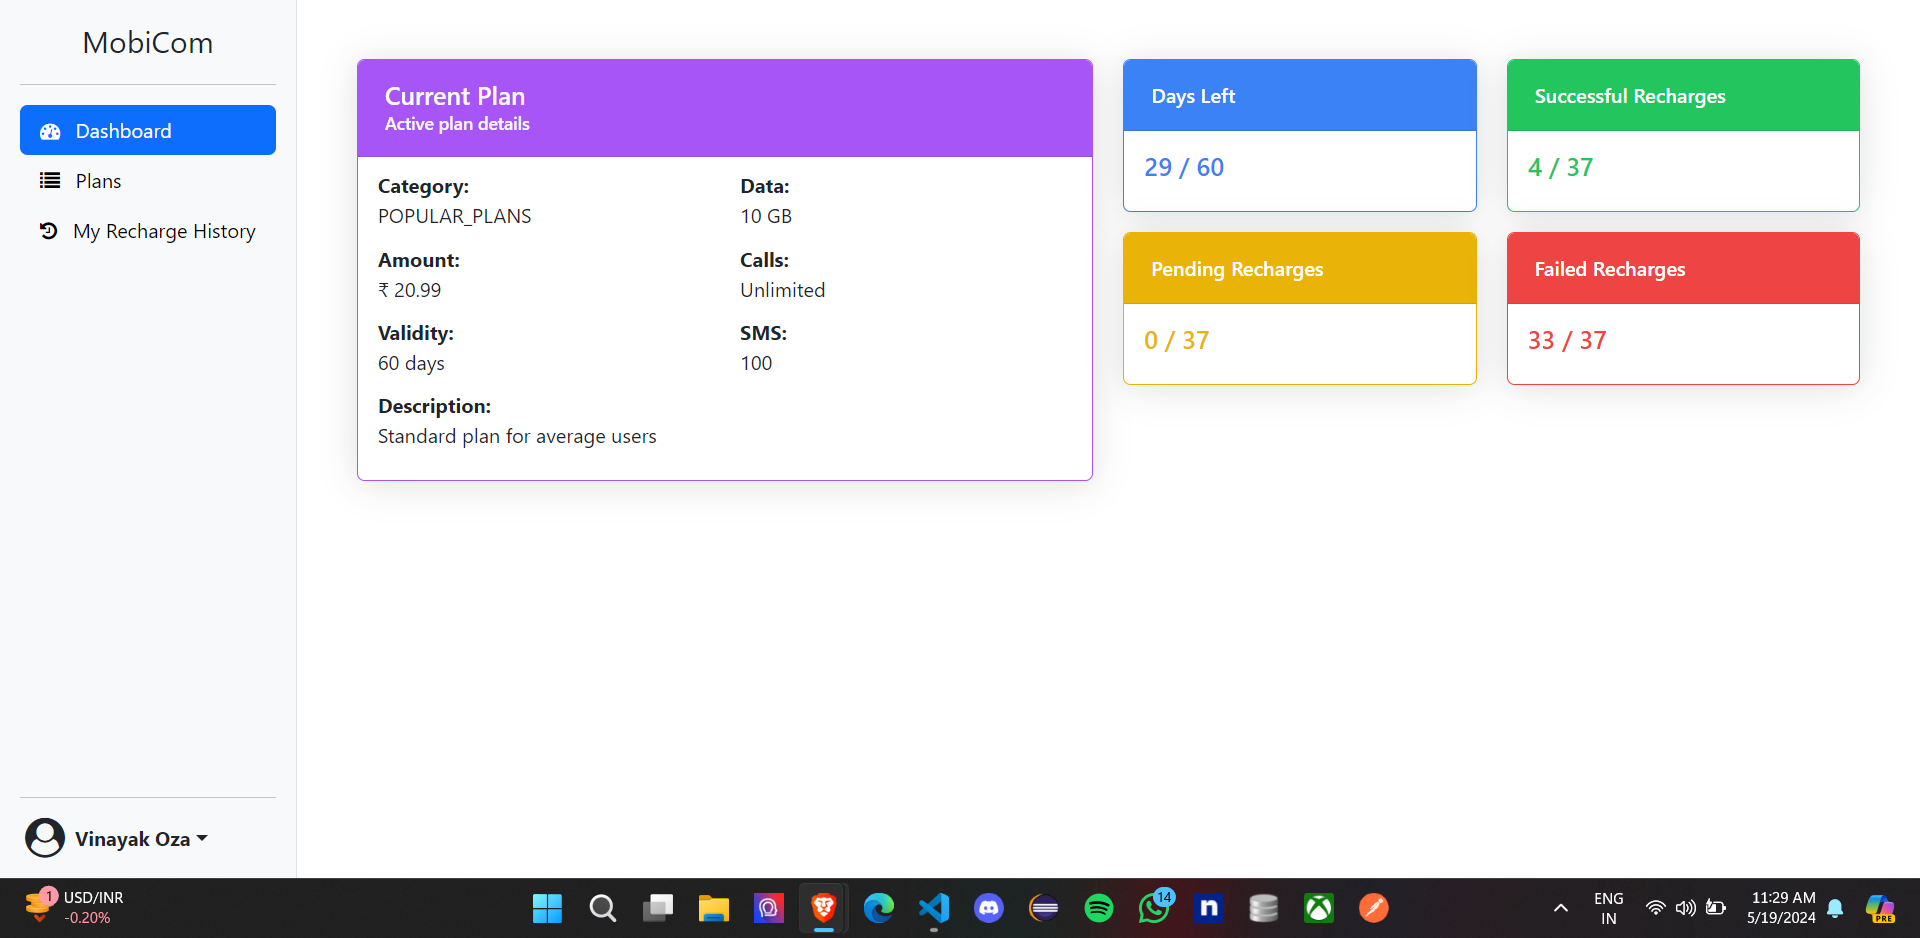 MobiCom
Dashboard
Plans
My Recharge History
Vinayak Oza
Current Plan
Active plan details
Category:
POPULAR_PLANS
Data:
10 GB
Amount:
₹ 20.99
Calls:
Unlimited
Validity:
60 days
SMS:
100
Description:
Standard plan for average users
Days Left
29 / 60
Successful Recharges
4 / 37
Pending Recharges
0 / 37
Failed Recharges
33 / 37
1
USD/INR
-0.20%
14
n
ENG
IN
11:29 AM
5/19/2024
PRE